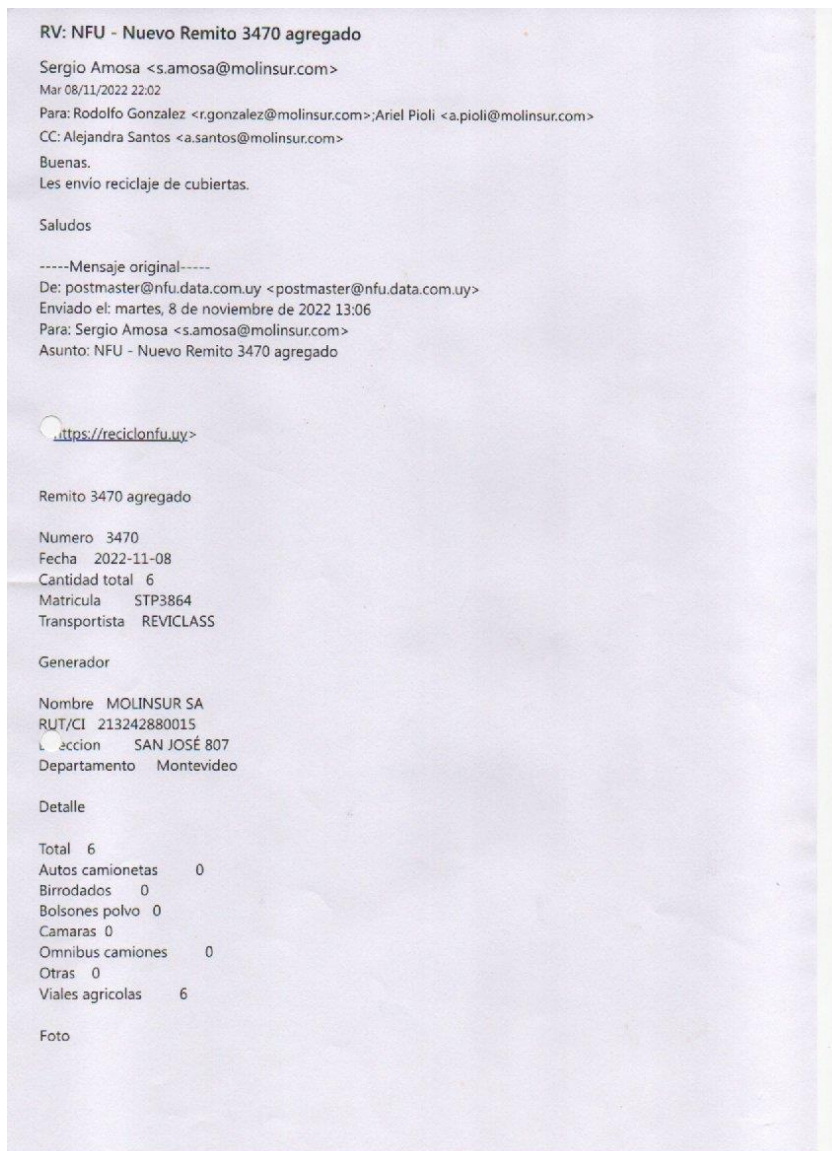 RV: NFU - Nuevo Remito 3470 agregado
Sergio Amosa <s.amosa@molinsur.com>
Mar 08/11/2022 22:02
Para: Rodolfo Gonzalez <r.gonzalez@molinsur.com>;Ariel Pioli <a.pioli@molinsur.com>
CC: Alejandra Santos <a.santos@molinsur.com>
Buenas.
Les envío reciclaje de cubiertas.
Saludos
-----Mensaje original-----
De: postmaster@nfu.data.com.uy <postmaster@nfu.data.com.uy>
Enviado el: martes, 8 de noviembre de 2022 13:06
Para: Sergio Amosa <s.amosa@molinsur.com>
Asunto: NFU - Nuevo Remito 3470 agregado
ttps://reciclonfu.uy>
Remito 3470 agregado
Numero 3470
Fecha 2022-11-08
Cantidad total 6
Matricula STP3864
Transportista REVICLASS
Generador
Nombre MOLINSUR SA
RUT/CI 213242880015
eccion SAN JOSÉ 807
Departamento Montevideo
Detalle
Total 6
Autos camionetas 0
Birrodados 0
Bolsones polvo 0
Camaras 0
Omnibus camiones 0
Otras 0
Viales agricolas 6
Foto